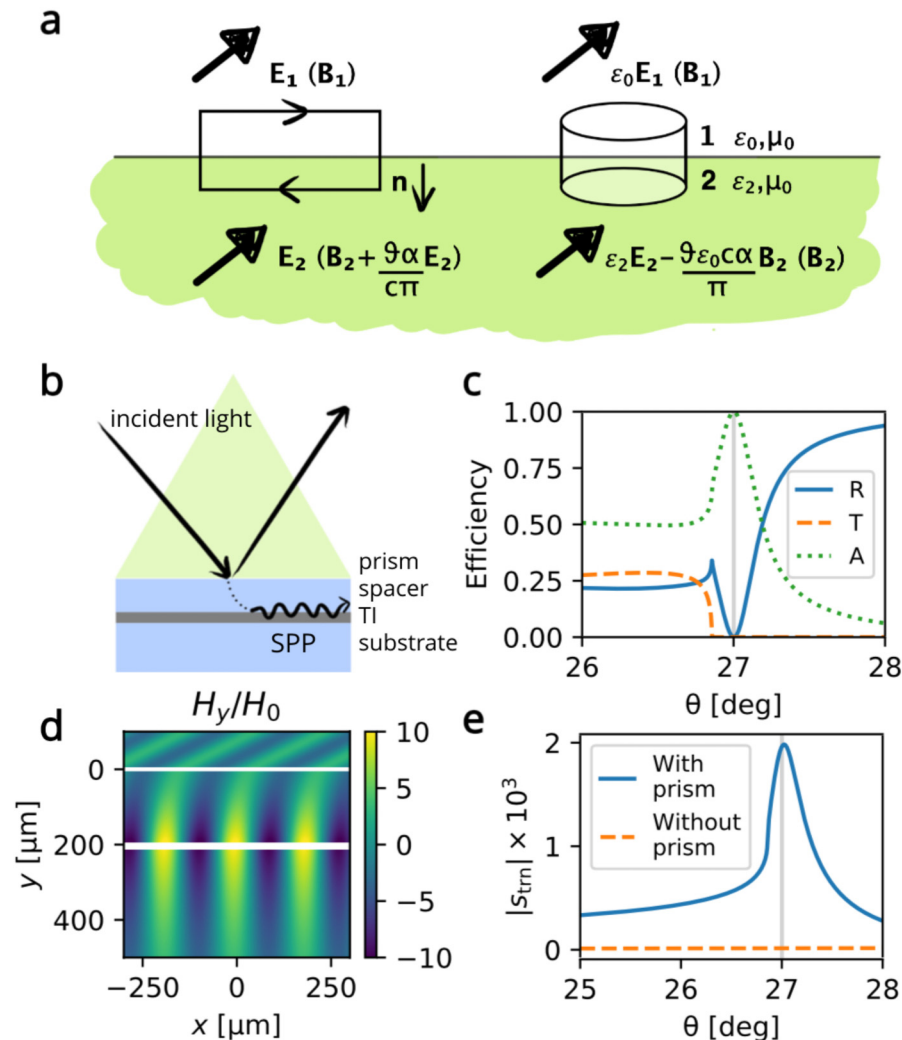 a
E₁ (B₁)
ε₀E₁ (B₁)
1 ε₀,μ₀
2 ε₂,μ₀
n
E₂ (B₂+ϑα/cπ E₂)
ε₂E₂−ϑε₀cα/π B₂ (B₂)
b
incident light
prism
spacer
TI
substrate
SPP
c
Efficiency
1.00
0.75
0.50
0.25
0.00
R
T
A
26 27 28
θ [deg]
d
H_y/H_0
y [μm]
0
200
400
−250 0 250
x [μm]
10
5
0
−5
−10
e
|s_trn| × 10³
2
1
0
With
prism
Without
prism
25 26 27 28
θ [deg]